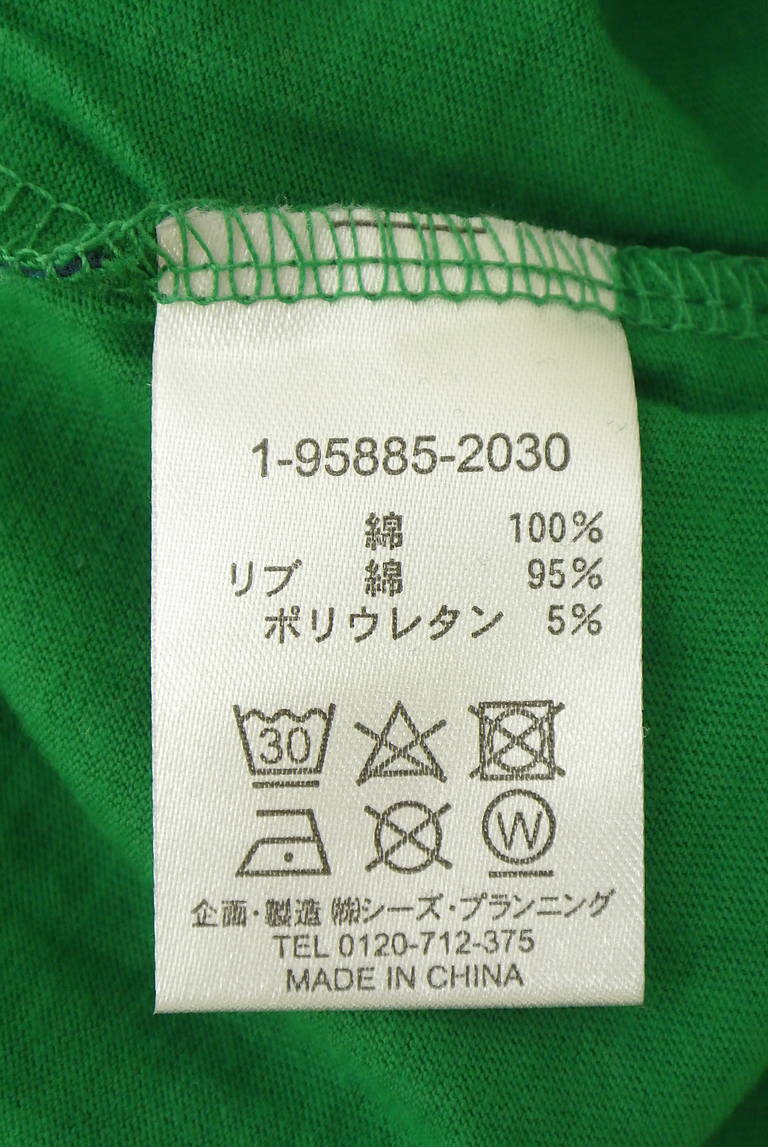 1-95885-2030
綿 100%
リブ 綿 95%
ポリウレタン 5%
30
W
企画・製造 ㈱シーズ・プランニング
TEL 0120-712-375
MADE IN CHINA